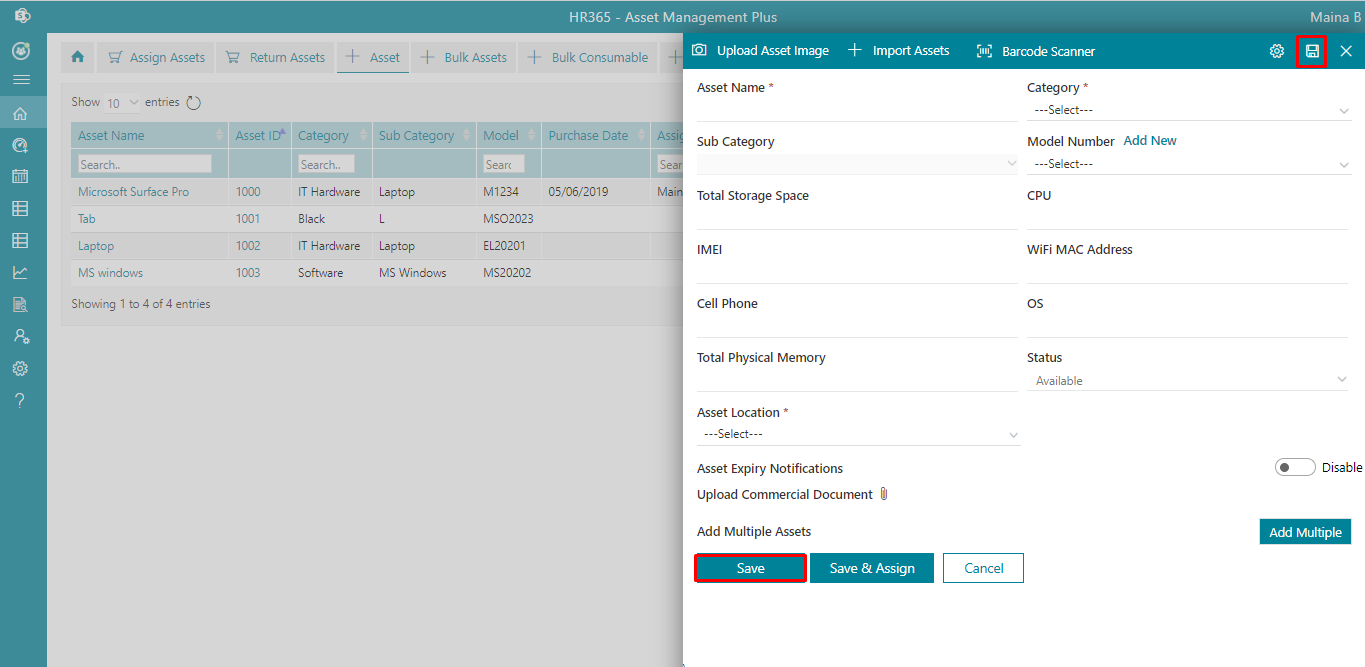 HR365 - Asset Management Plus
Maina B
Assign Assets
Return Assets
Asset
Bulk Assets
Bulk Consumable
Show 10 entries
Asset Name
Asset ID
Category
Sub Category
Model
Purchase Date
Assig
Search..
Search..
Searc
Sear
Microsoft Surface Pro 1000 IT Hardware Laptop M1234 05/06/2019 Main
Tab 1001 Black L MSO2023
Laptop 1002 IT Hardware Laptop EL20201
MS windows 1003 Software MS Windows MS20202
Showing 1 to 4 of 4 entries
Upload Asset Image
Import Assets
Barcode Scanner
Asset Name *
Category *
---Select---
Sub Category
Model Number Add New
---Select---
Total Storage Space
CPU
IMEI
WiFi MAC Address
Cell Phone
OS
Total Physical Memory
Status
Available
Asset Location *
---Select---
Asset Expiry Notifications
Disable
Upload Commercial Document
Add Multiple Assets
Add Multiple
Save
Save & Assign
Cancel